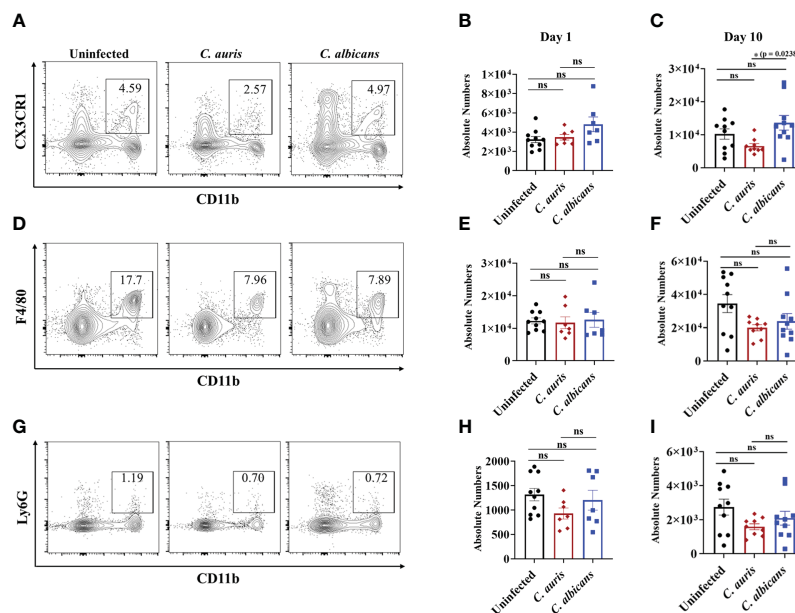 A
Uninfected
C. auris
C. albicans
4.59
2.57
4.97
CX3CR1
CD11b
B
Day 1
ns
ns
ns
1×10⁴
8×10³
6×10³
4×10³
2×10³
0
Absolute Numbers
Uninfected
C. auris
C. albicans
C
Day 10
* (p = 0.0238
ns
ns
3×10⁴
2×10⁴
1×10⁴
0
Absolute Numbers
Uninfected
C. auris
C. albicans
D
17.7
7.96
7.89
F4/80
CD11b
E
ns
ns
ns
3×10⁴
2×10⁴
1×10⁴
0
Absolute Numbers
Uninfected
C. auris
C. albicans
F
ns
ns
ns
6×10⁴
4×10⁴
2×10⁴
0
Absolute Numbers
Uninfected
C. auris
C. albicans
G
1.19
0.70
0.72
Ly6G
CD11b
H
ns
ns
ns
2000
1500
1000
500
0
Absolute Numbers
Uninfected
C. auris
C. albicans
I
ns
ns
ns
6×10³
4×10³
2×10³
0
Absolute Numbers
Uninfected
C. auris
C. albicans